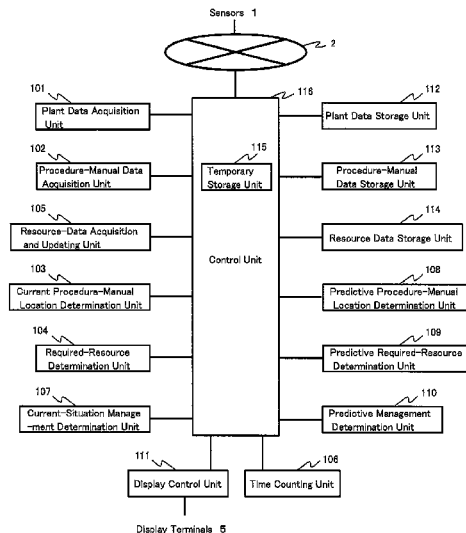 Sensors 1
2
116
101
Plant Data Acquisition
Unit
112
Plant Data Storage Unit
102
Procedure-Manual
Data Acquisition Unit
115
Temporary
Storage Unit
113
Procedure-Manual
Data Storage Unit
105
Resource-Data Acquisition
and Updating Unit
114
Resource Data Storage Unit
Control Unit
103
Current Procedure-Manual
Location Determination Unit
108
Predictive Procedure-Manual
Location Determination Unit
104
Required-Resource
Determination Unit
109
Predictive Required-Resource
Determination Unit
107
Current-Situation Manage
-ment Determination Unit
110
Predictive Management
Determination Unit
111
Display Control Unit
106
Time Counting Unit
Display Terminals 5